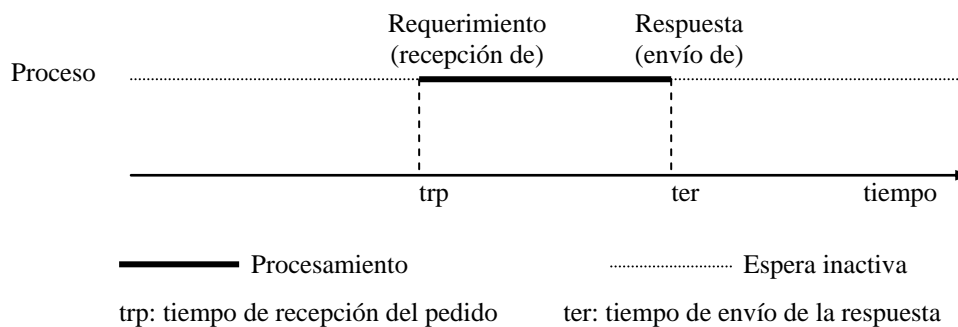 Requerimiento Respuesta
(recepción de) (envío de)
Proceso
trp ter tiempo
Procesamiento Espera inactiva
trp: tiempo de recepción del pedido ter: tiempo de envío de la respuesta